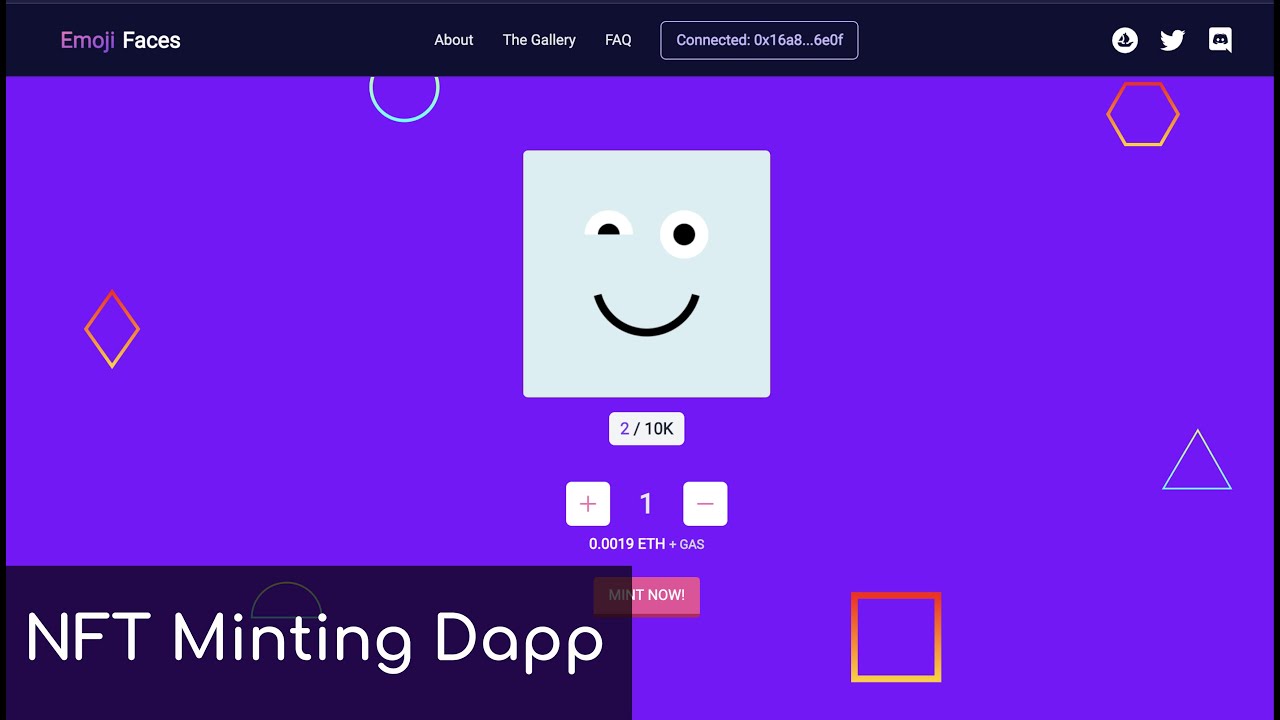 Emoji Faces
About
The Gallery
FAQ
Connected: 0x16a8...6e0f
2 / 10K
+ 1 −
0.0019 ETH + GAS
MINT NOW!
NFT Minting Dapp